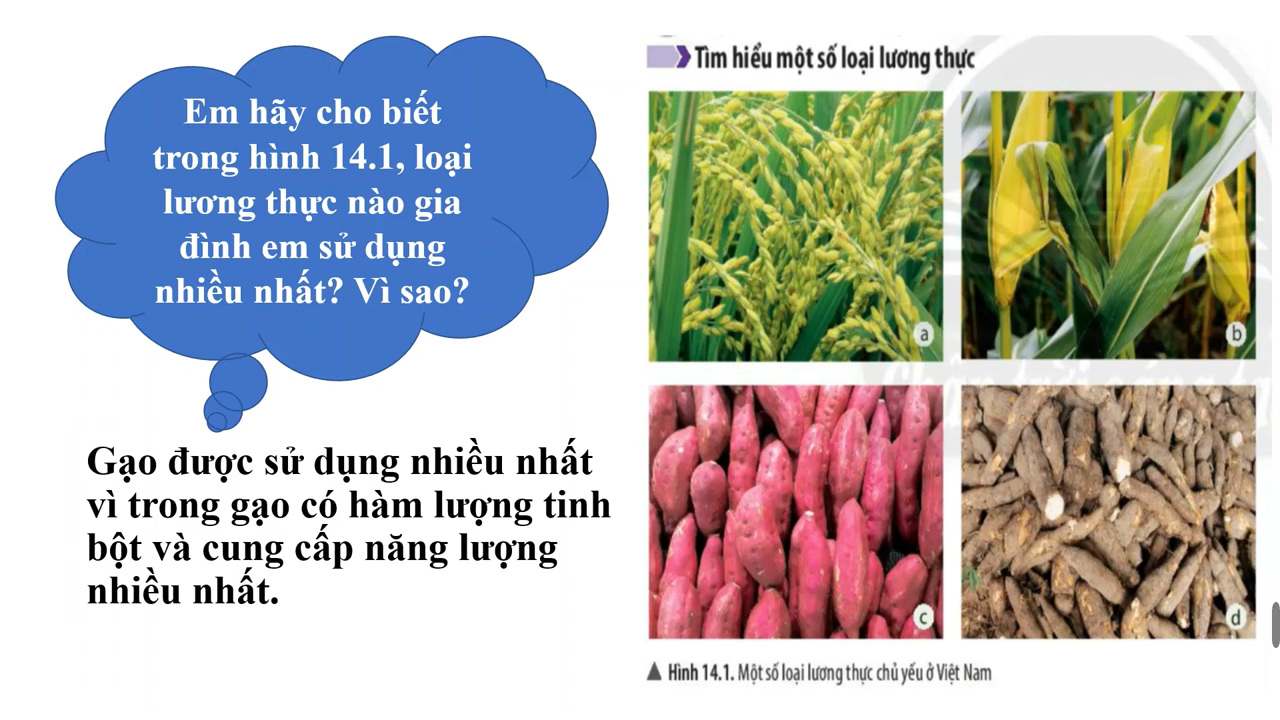 Em hãy cho biết
trong hình 14.1, loại
lương thực nào gia
đình em sử dụng
nhiều nhất? Vì sao?
Gạo được sử dụng nhiều nhất
vì trong gạo có hàm lượng tinh
bột và cung cấp năng lượng
nhiều nhất.
Tìm hiểu một số loại lương thực
a
b
c
d
Hình 14.1. Một số loại lương thực chủ yếu ở Việt Nam